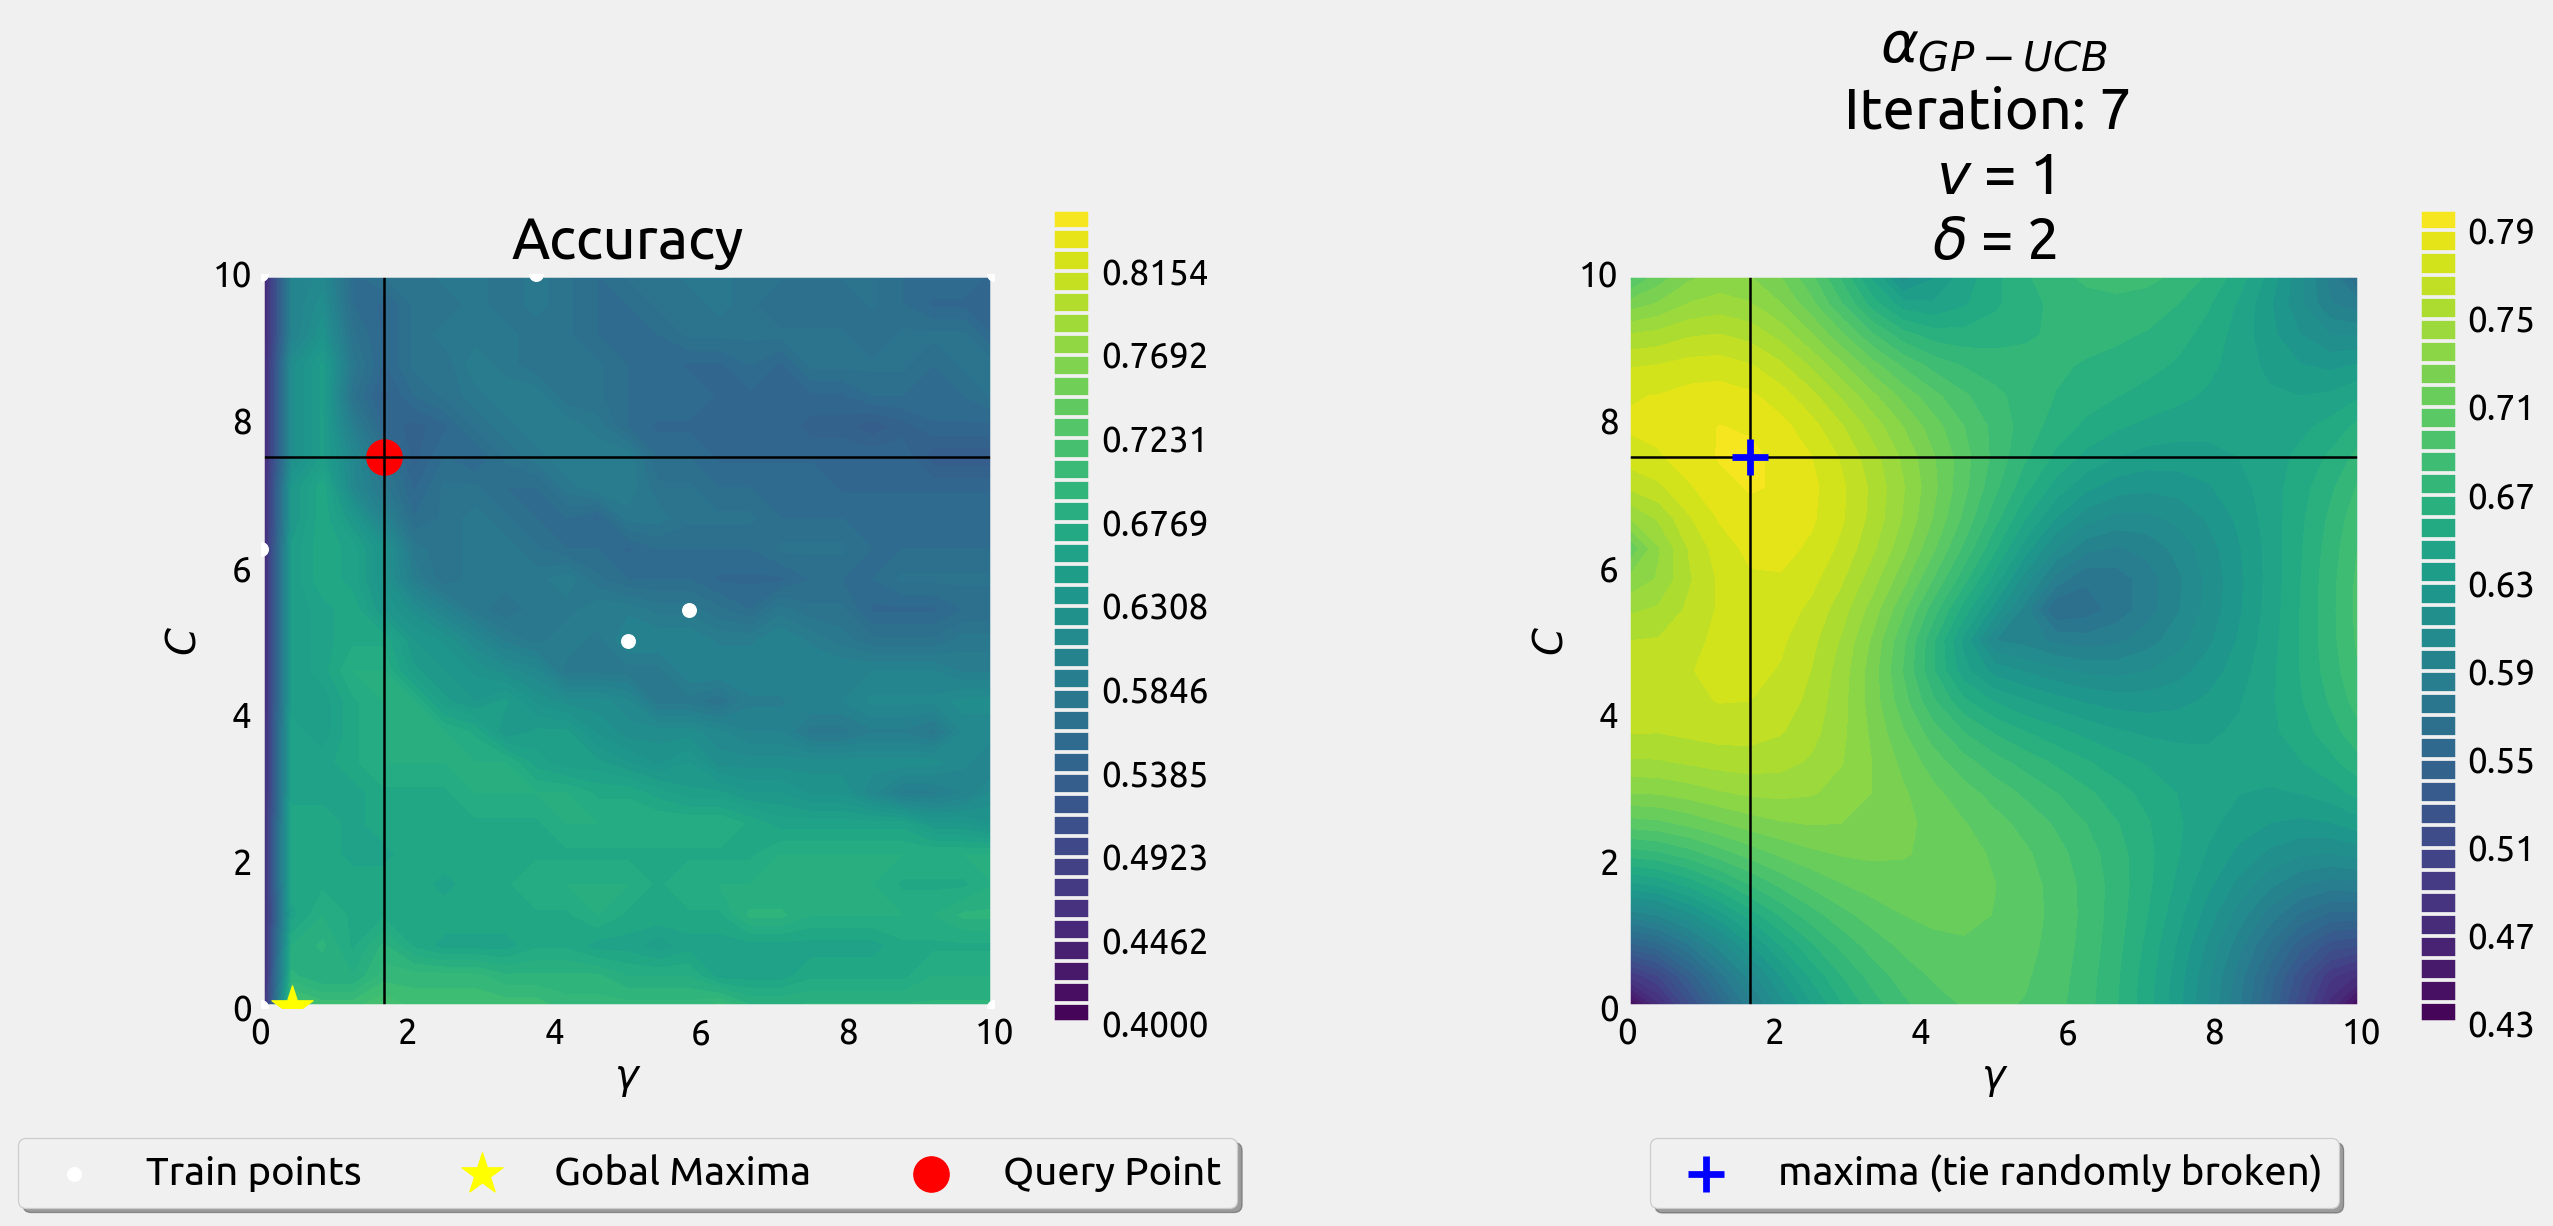 α_GP − UCB
Iteration: 7
ν = 1
δ = 2
Accuracy
10
8
6
4
2
0
C
0 2 4 6 8 10
γ
0.8154
0.7692
0.7231
0.6769
0.6308
0.5846
0.5385
0.4923
0.4462
0.4000
10
8
6
4
2
0
C
0 2 4 6 8 10
γ
0.79
0.75
0.71
0.67
0.63
0.59
0.55
0.51
0.47
0.43
Train points Gobal Maxima Query Point
maxima (tie randomly broken)